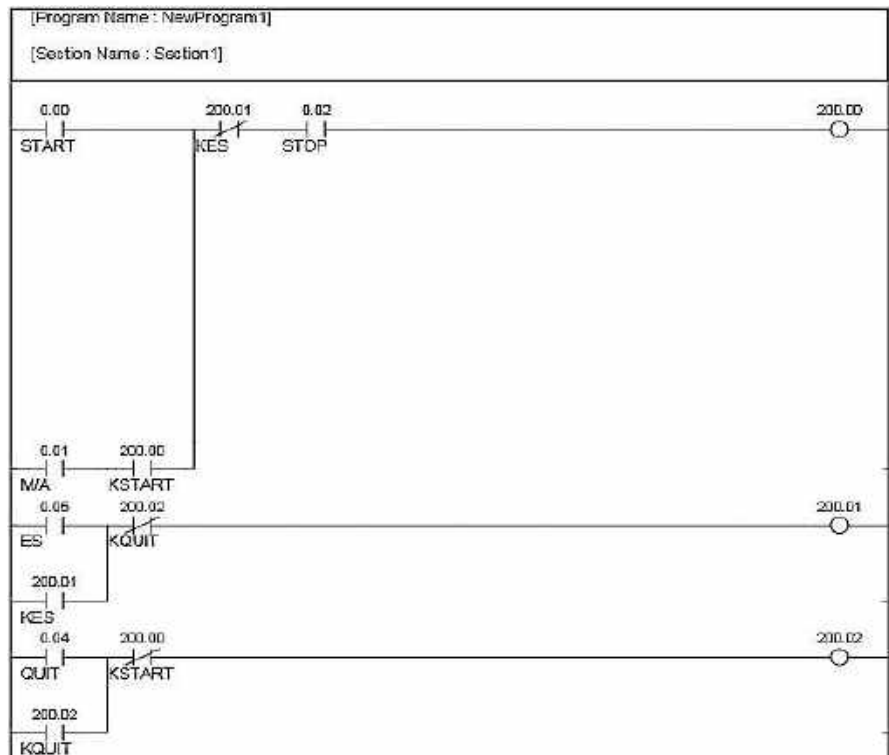 [Program Name : NewProgram1]
[Section Name : Section1]
0.00 200.01 0.02 200.00
START KES STOP
0.01 200.00
M/A KSTART
0.05 200.02 200.01
ES KQUIT
200.01
KES
0.04 200.00 200.02
QUIT KSTART
200.02
KQUIT